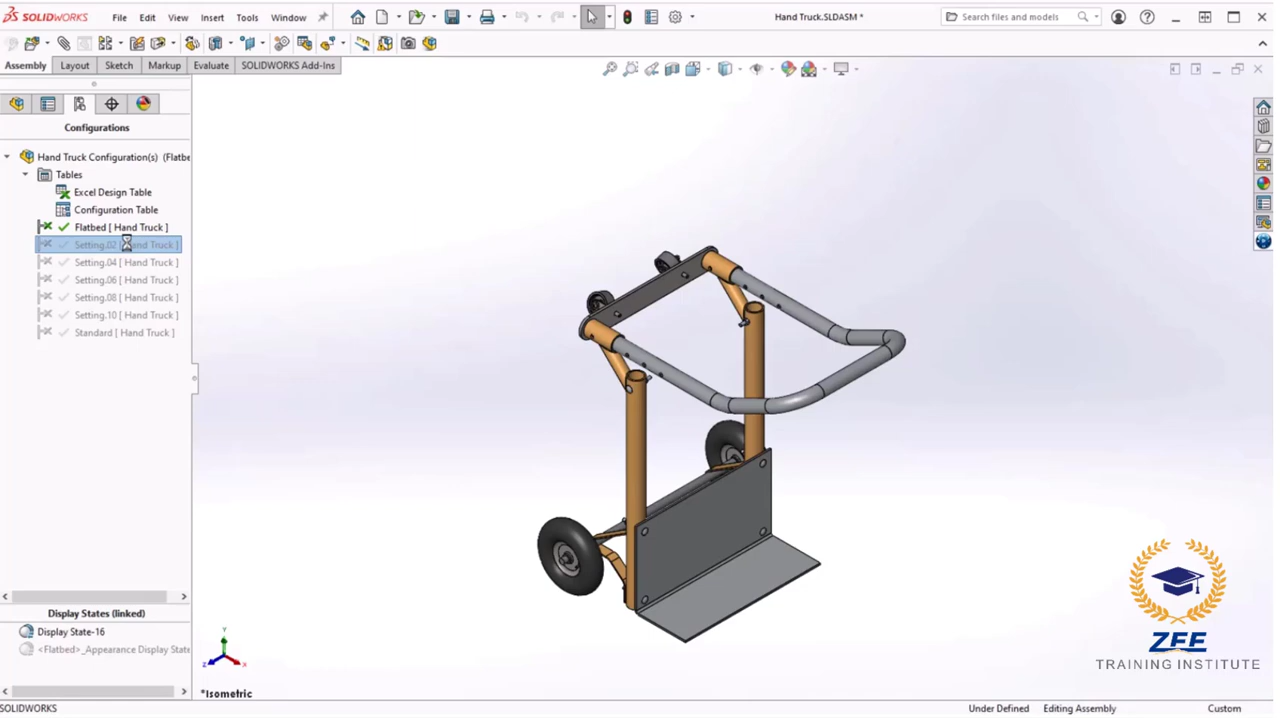 SOLIDWORKS File Edit View Insert Tools Window Hand Truck.SLDASM * Search files and models
Assembly Layout Sketch Markup Evaluate SOLIDWORKS Add-Ins
Configurations
Hand Truck Configuration(s) (Flatbe
Tables
Excel Design Table
Configuration Table
Flatbed [ Hand Truck ]
Setting.02 [ Hand Truck ]
Setting.04 [ Hand Truck ]
Setting.06 [ Hand Truck ]
Setting.08 [ Hand Truck ]
Setting.10 [ Hand Truck ]
Standard [ Hand Truck ]
Display States (linked)
Display State-16
<Flatbed>_Appearance Display State
Y
Z X
*Isometric
ZFE
TRAINING INSTITUTE
SOLIDWORKS Under Defined Editing Assembly Custom